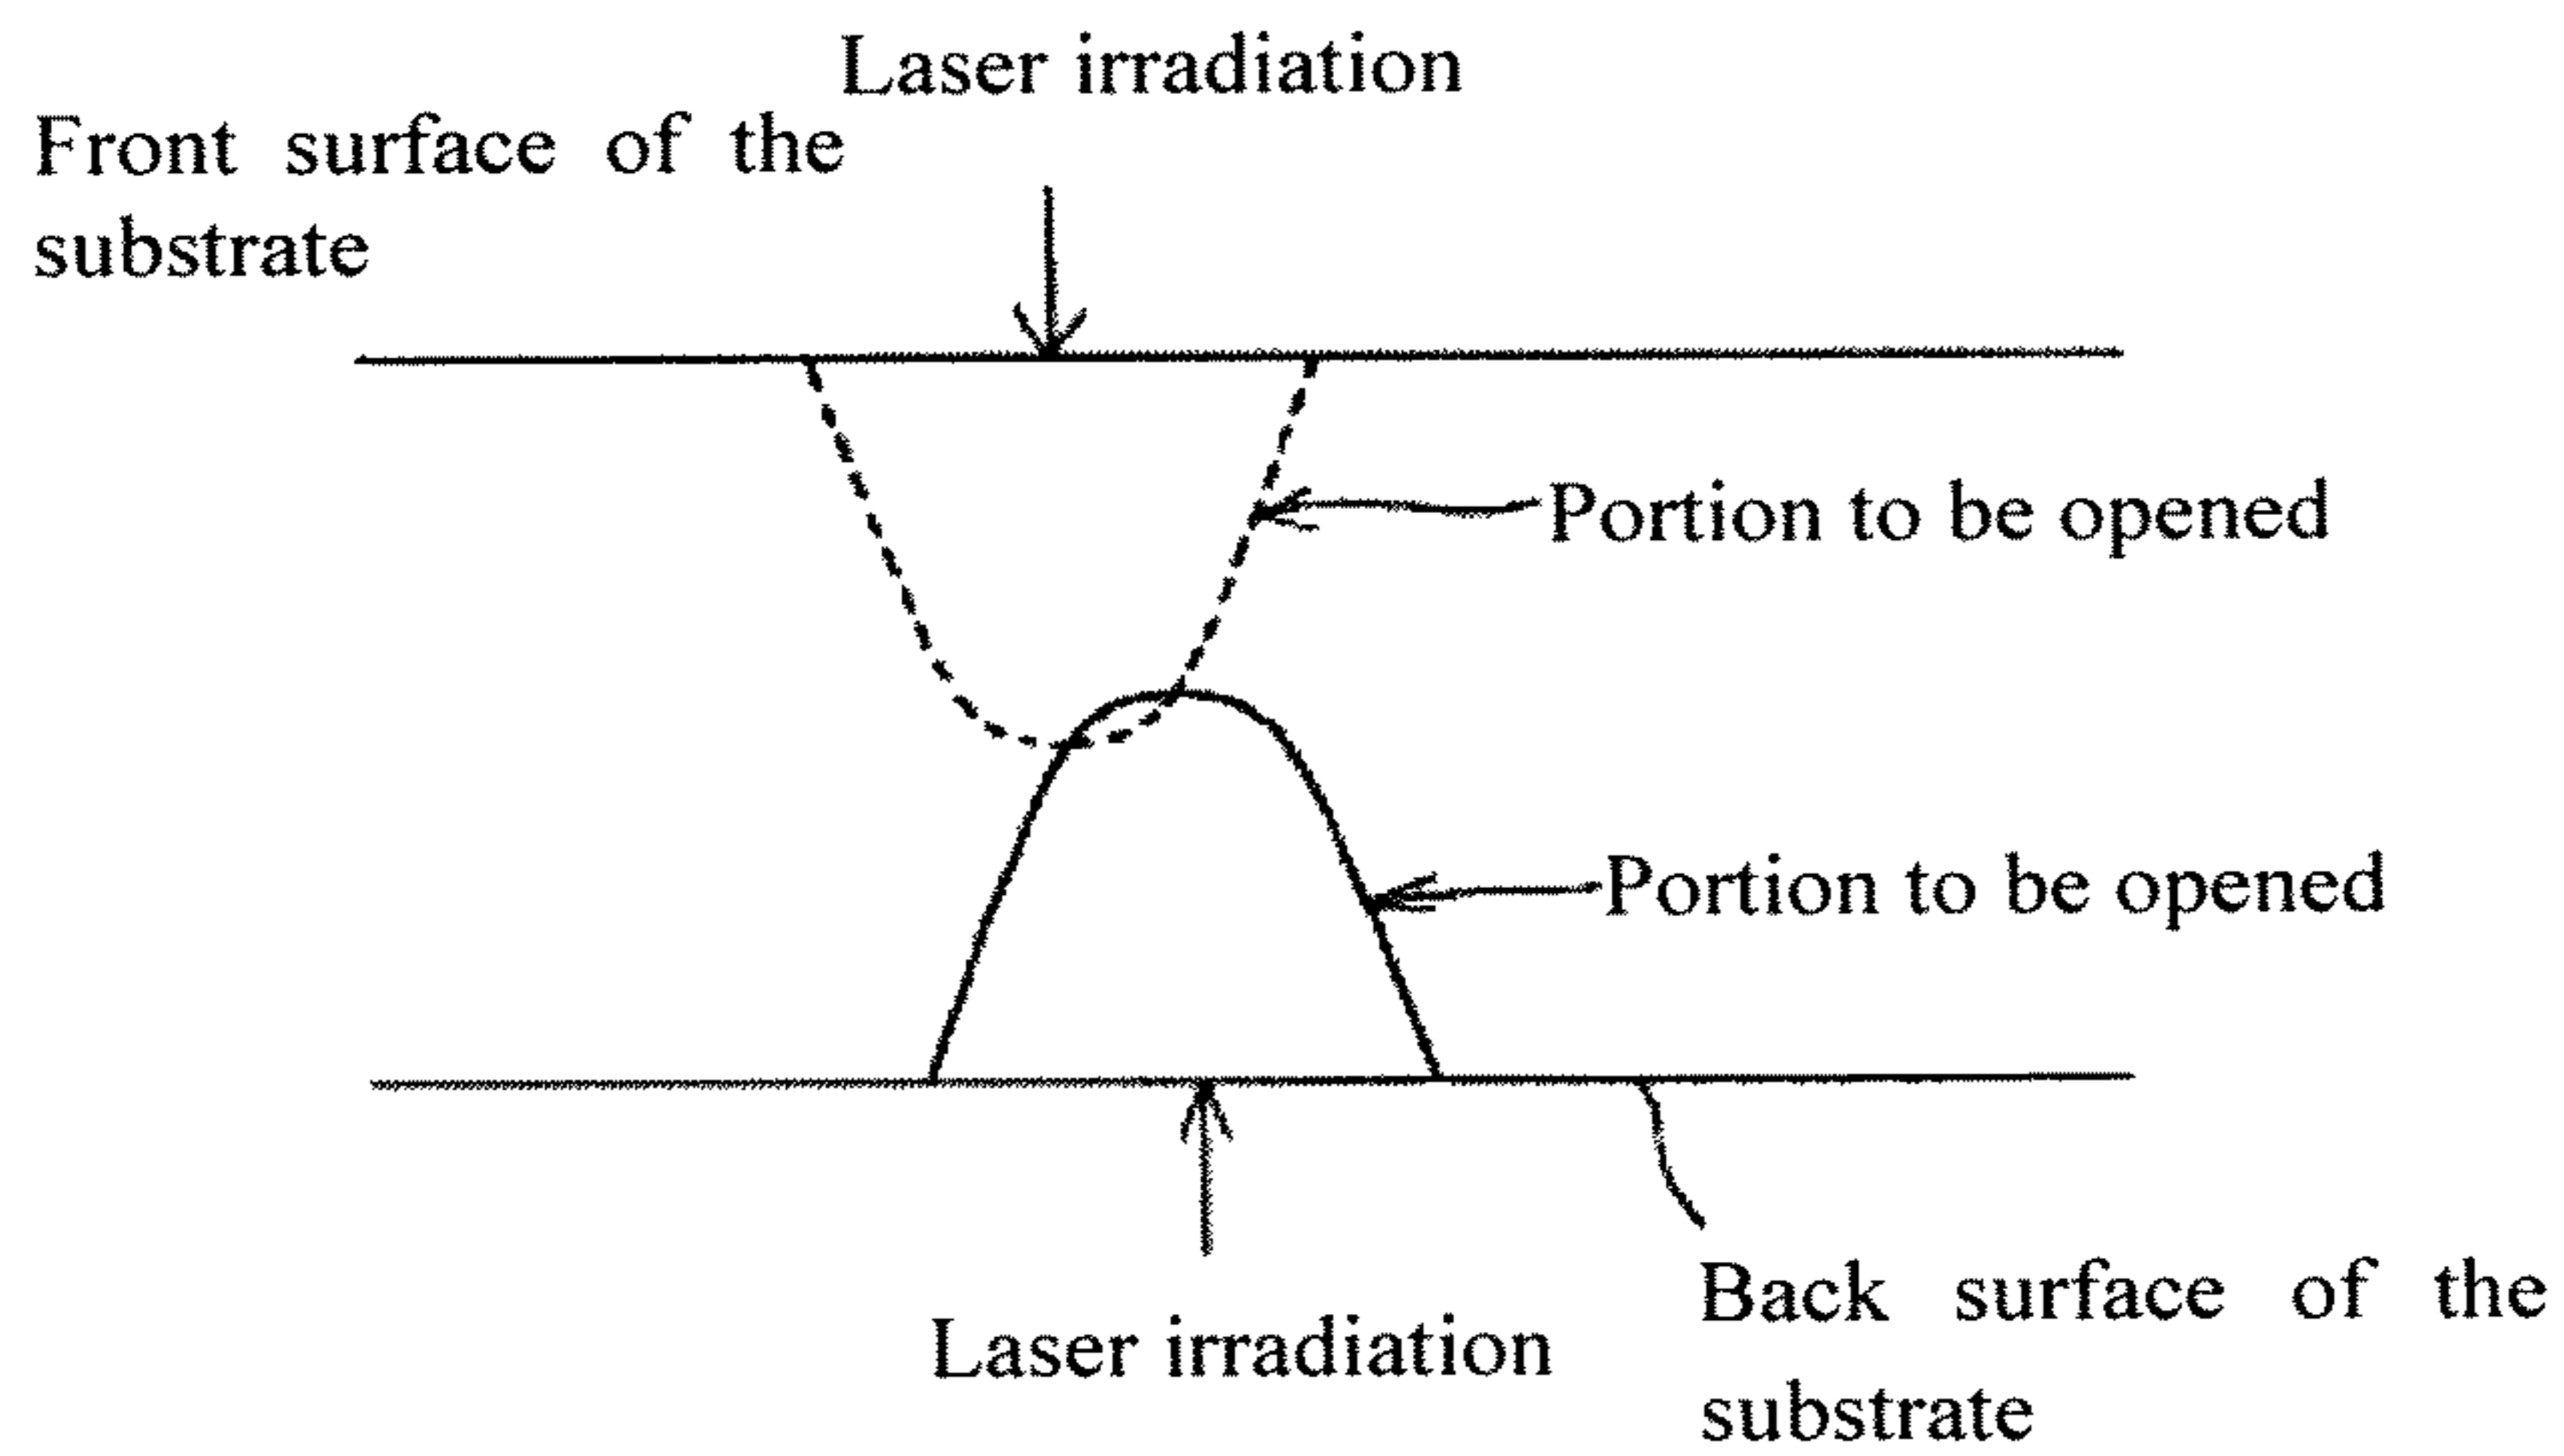 Laser irradiation
Front surface of the
substrate
Portion to be opened
Portion to be opened
Laser irradiation
Back surface of the
substrate